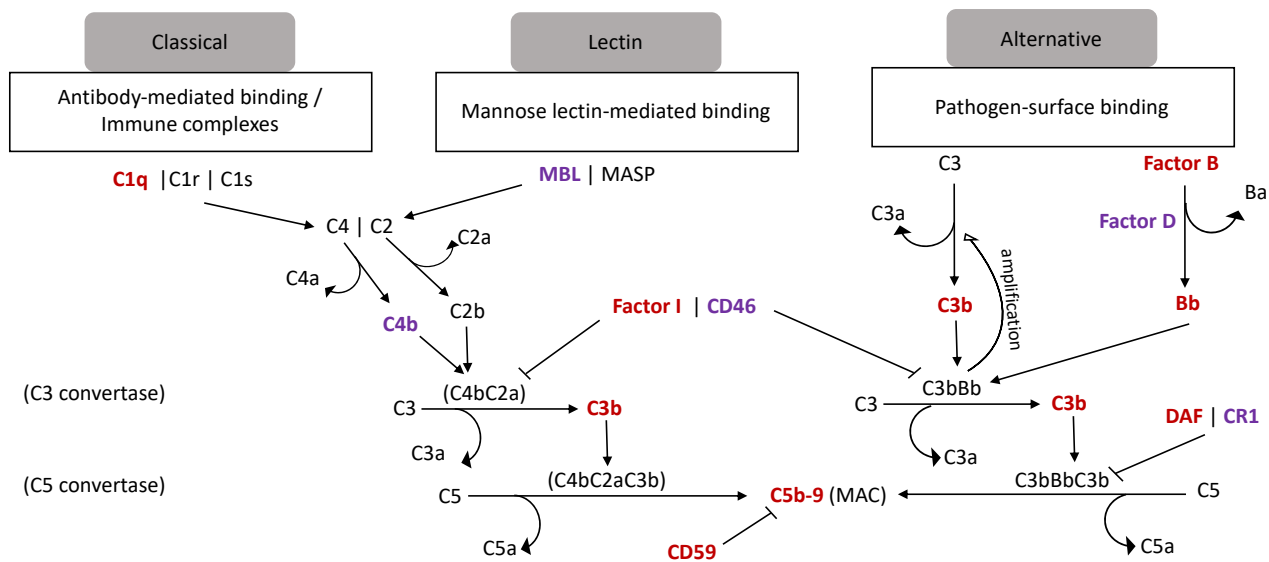 Classical
Lectin
Alternative
Antibody-mediated binding /
Immune complexes
Mannose lectin-mediated binding
Pathogen-surface binding
C1q |C1r | C1s
MBL | MASP
C3
Factor B
C4 | C2
C3a
Factor D
Ba
C2a
C4a
amplification
C4b
C2b
Factor I | CD46
C3b
Bb
(C3 convertase)
(C4bC2a)
C3
C3b
C3a
C3bBb
C3
C3b
C3a
DAF | CR1
(C5 convertase)
(C4bC2aC3b)
C5
C5a
C5b-9 (MAC)
CD59
C3bBbC3b
C5
C5a